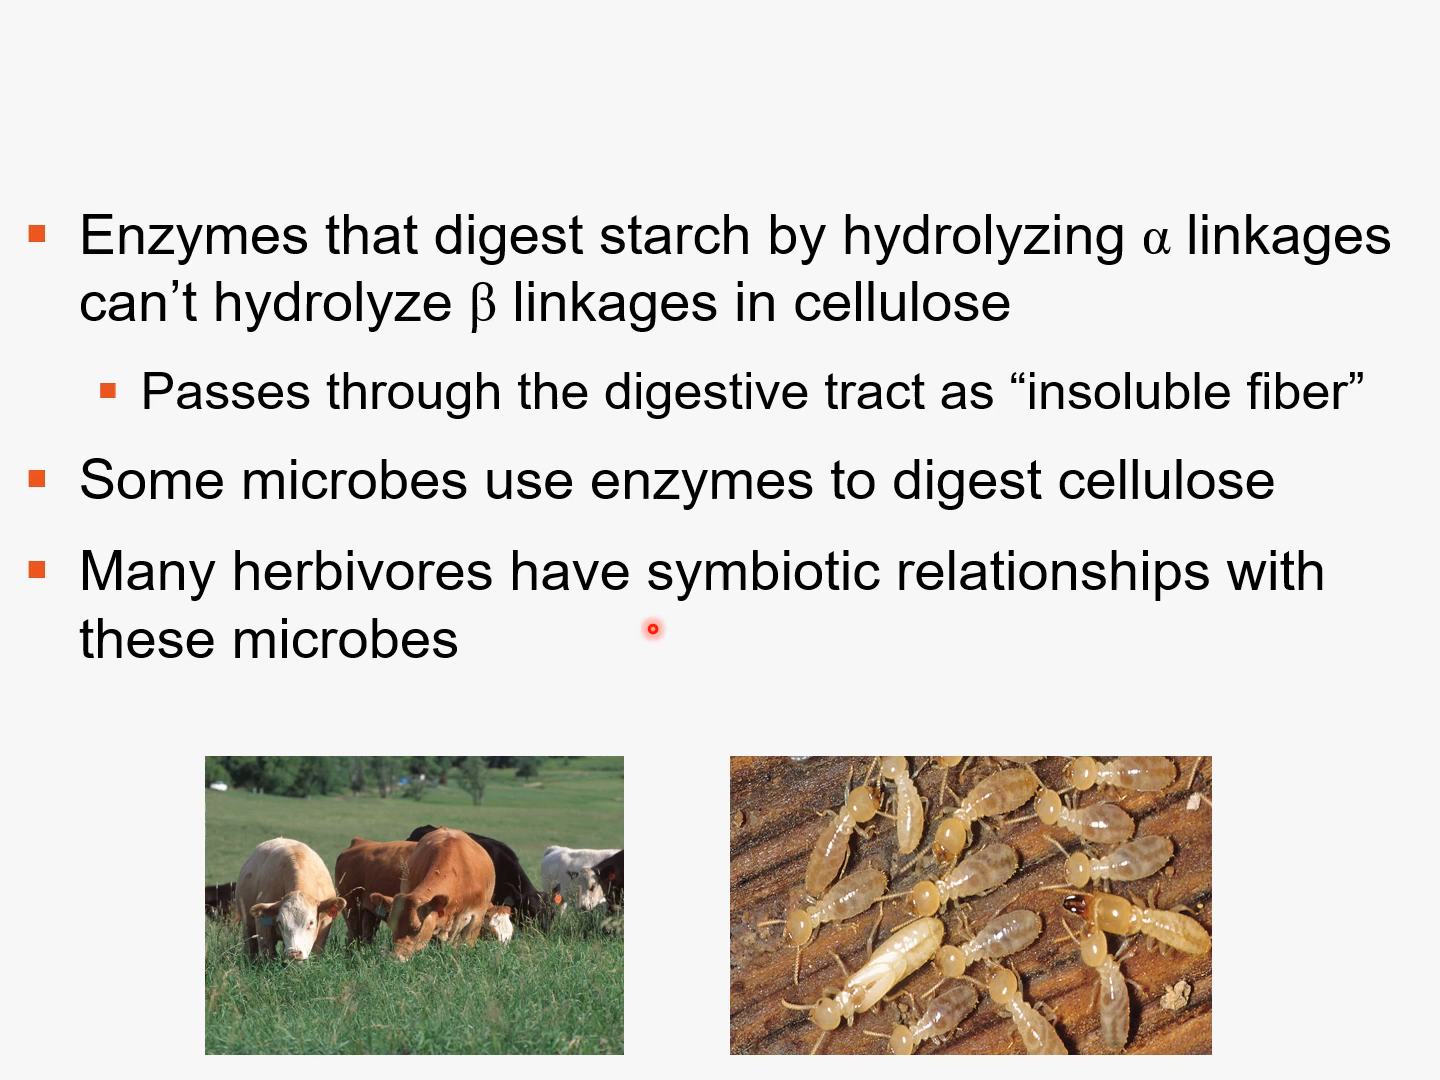 Enzymes that digest starch by hydrolyzing α linkages
can’t hydrolyze β linkages in cellulose
Passes through the digestive tract as “insoluble fiber”
Some microbes use enzymes to digest cellulose
Many herbivores have symbiotic relationships with
these microbes